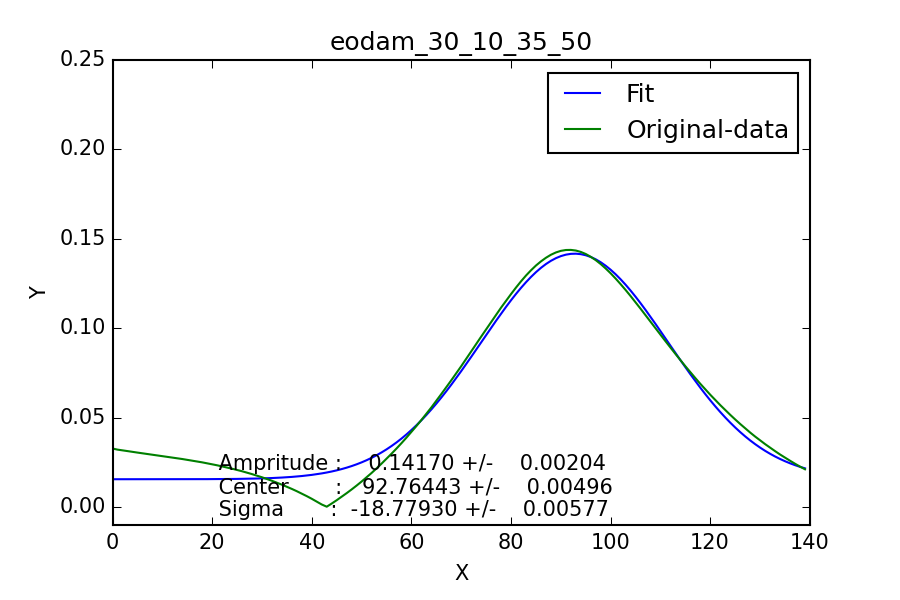 eodam_30_10_35_50
Fit
Original-data
0.25
0.20
0.15
0.10
0.05
0.00
Y
Ampritude : 0.14170 +/- 0.00204
Center : 92.76443 +/- 0.00496
Sigma : -18.77930 +/- 0.00577
0 20 40 60 80 100 120 140
X